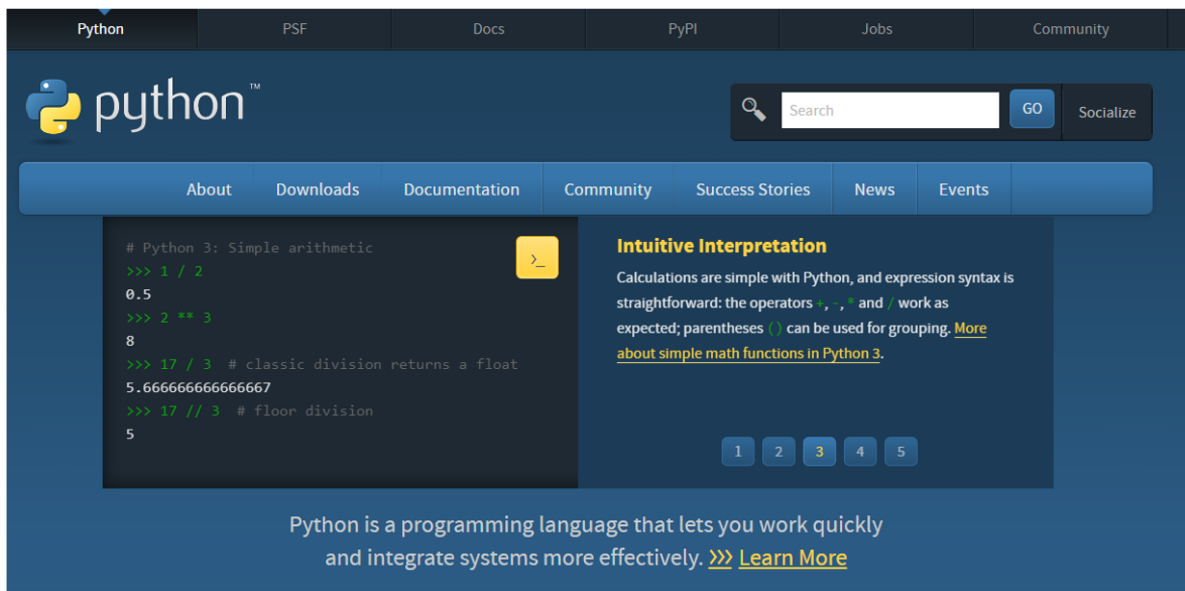 Python PSF Docs PyPI Jobs Community
python™
Search GO Socialize
About Downloads Documentation Community Success Stories News Events
# Python 3: Simple arithmetic
>>> 1 / 2
0.5
>>> 2 ** 3
8
>>> 17 / 3  # classic division returns a float
5.666666666666667
>>> 17 // 3  # floor division
5
>_
Intuitive Interpretation
Calculations are simple with Python, and expression syntax is
straightforward: the operators +, -, * and / work as
expected; parentheses () can be used for grouping. More
about simple math functions in Python 3.
1 2 3 4 5
Python is a programming language that lets you work quickly
and integrate systems more effectively. >>> Learn More